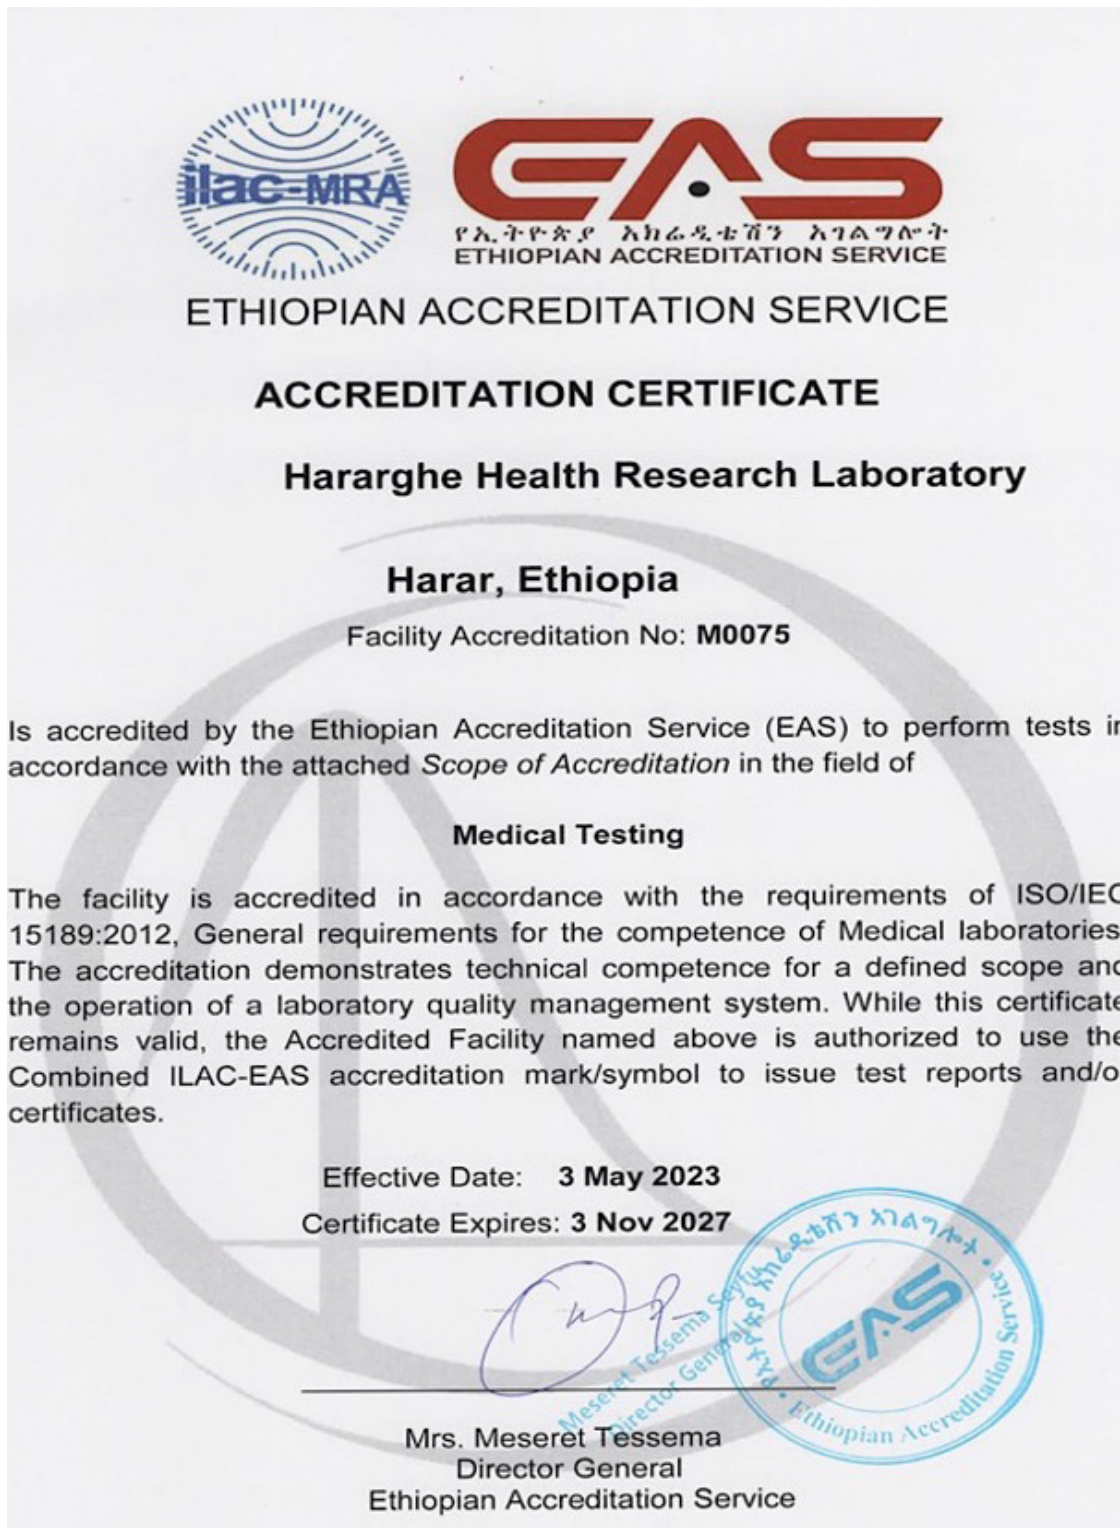 ilac-MRA
EAS
የኢትዮጵያ አክሬዲቴሽን አገልግሎት
ETHIOPIAN ACCREDITATION SERVICE
ETHIOPIAN ACCREDITATION SERVICE
ACCREDITATION CERTIFICATE
Hararghe Health Research Laboratory
Harar, Ethiopia
Facility Accreditation No: M0075
Is accredited by the Ethiopian Accreditation Service (EAS) to perform tests in
accordance with the attached Scope of Accreditation in the field of
Medical Testing
The facility is accredited in accordance with the requirements of ISO/IEC
15189:2012, General requirements for the competence of Medical laboratories
The accreditation demonstrates technical competence for a defined scope and
the operation of a laboratory quality management system. While this certificate
remains valid, the Accredited Facility named above is authorized to use the
Combined ILAC-EAS accreditation mark/symbol to issue test reports and/o
certificates.
Effective Date: 3 May 2023
Certificate Expires: 3 Nov 2027
Meseret Tessema Seyfu
Director General
የኢትዮጵያ አክሬዲቴሽን አገልግሎት
EAS
Ethiopian Accreditation Service
Mrs. Meseret Tessema
Director General
Ethiopian Accreditation Service